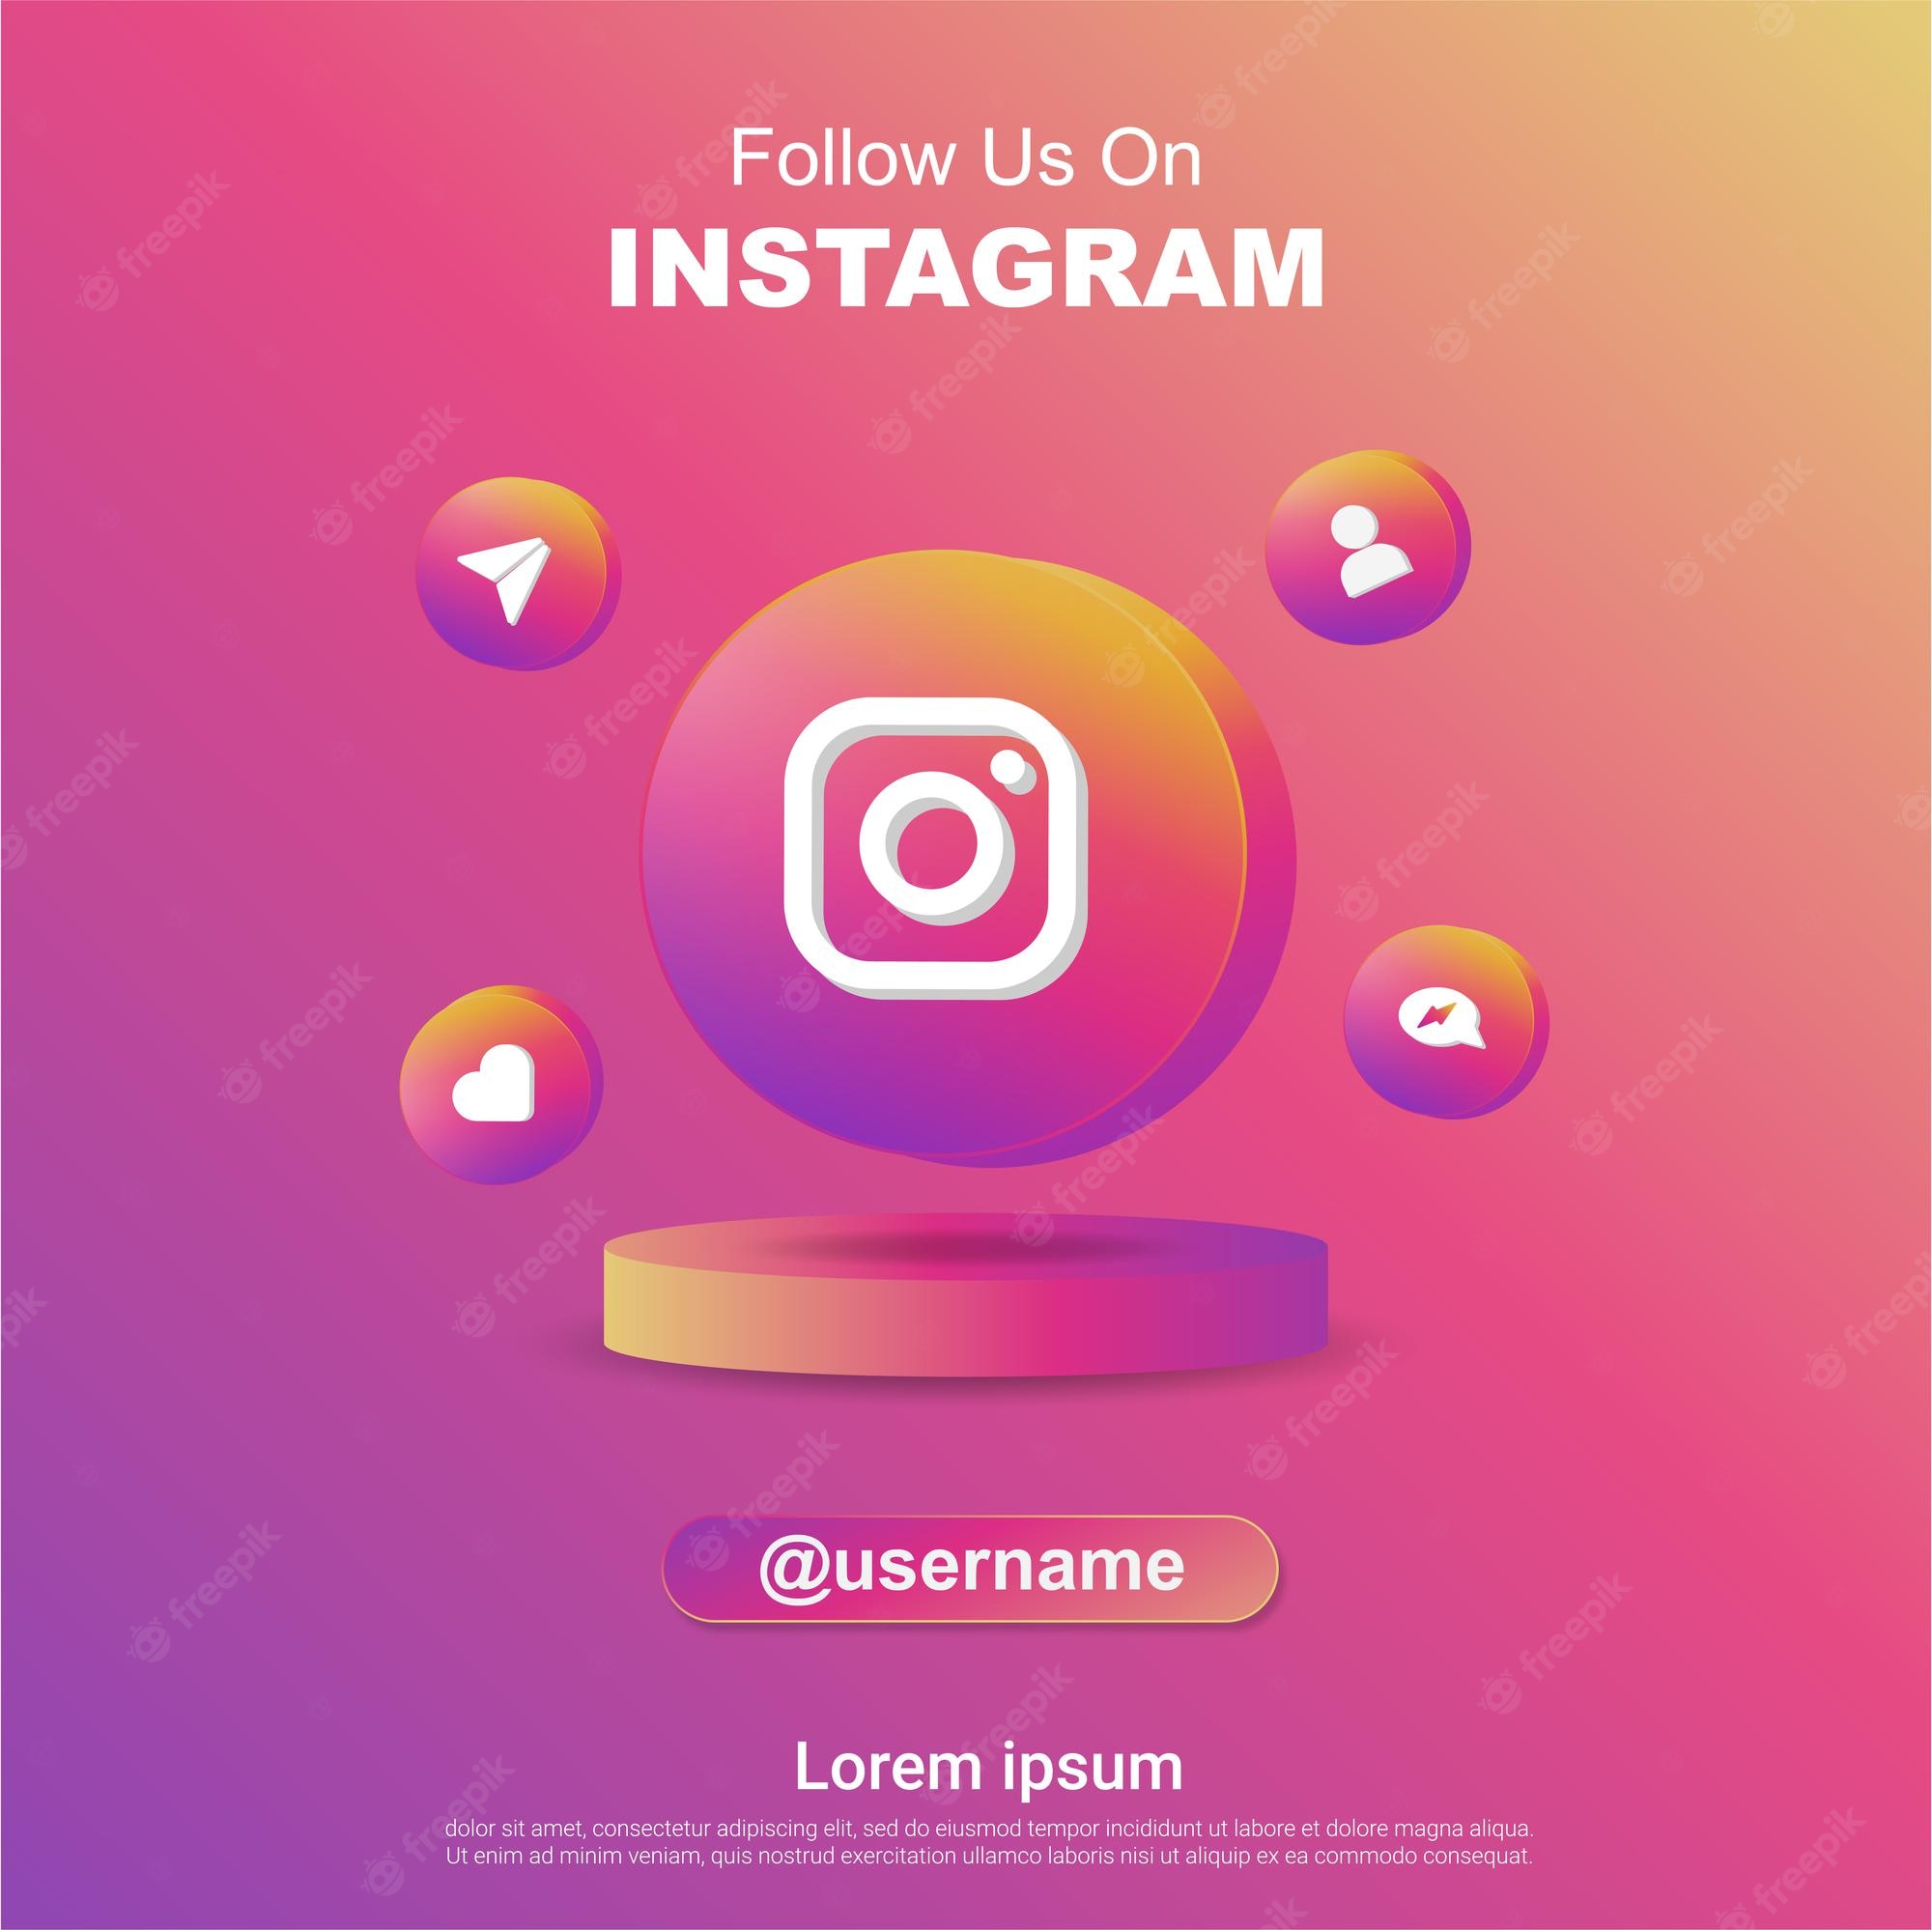 Follow Us On
INSTAGRAM
@username
Lorem ipsum
dolor sit amet, consectetur adipiscing elit, sed do eiusmod tempor incididunt ut labore et dolore magna aliqua.
Ut enim ad minim veniam, quis nostrud exercitation ullamco laboris nisi ut aliquip ex ea commodo consequat.
freepik